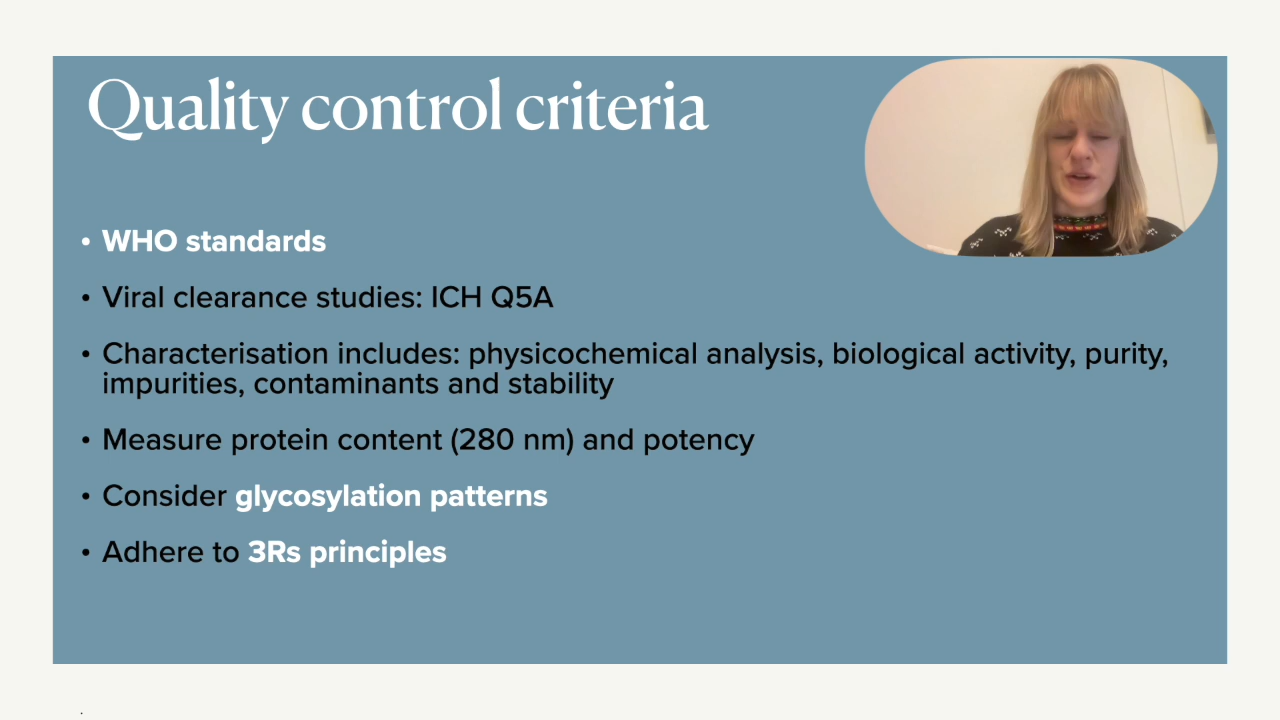 Quality control criteria
• WHO standards
• Viral clearance studies: ICH Q5A
• Characterisation includes: physicochemical analysis, biological activity, purity,
impurities, contaminants and stability
• Measure protein content (280 nm) and potency
• Consider glycosylation patterns
• Adhere to 3Rs principles
.